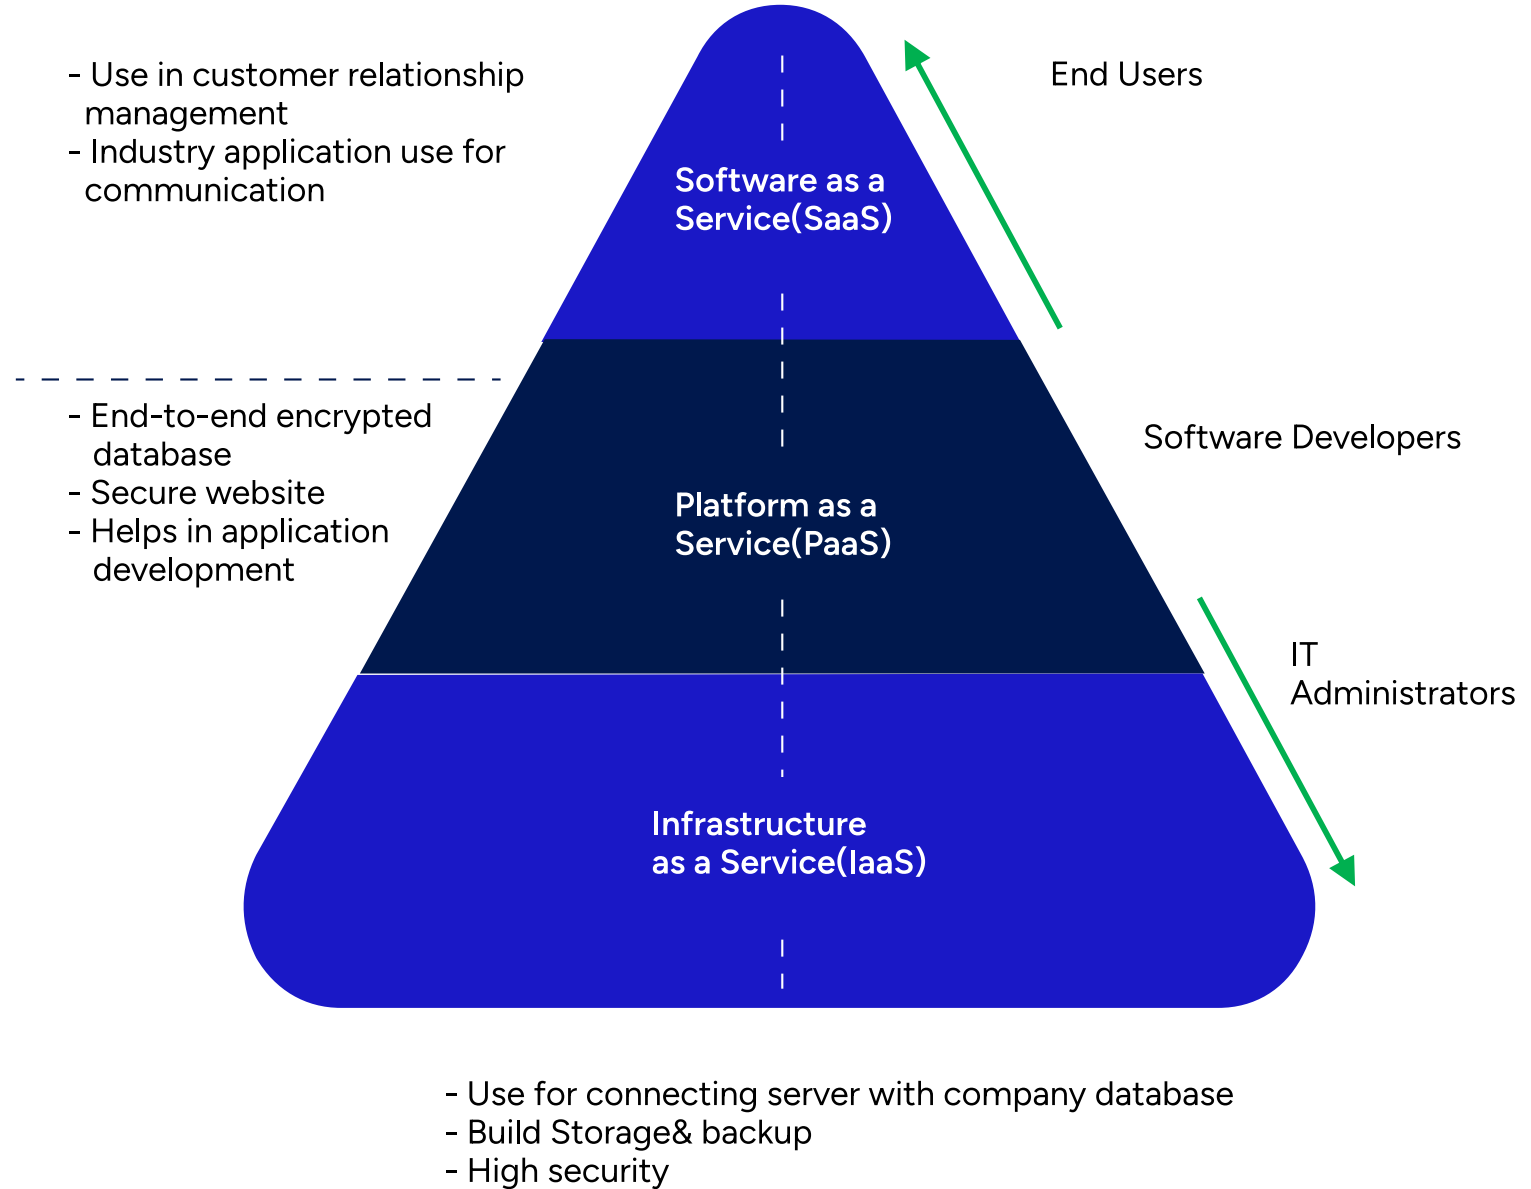 - Use in customer relationship
management
- Industry application use for
communication
End Users
Software as a
Service(SaaS)
- End-to-end encrypted
database
- Secure website
- Helps in application
development
Software Developers
Platform as a
Service(PaaS)
IT
Administrators
Infrastructure
as a Service(IaaS)
- Use for connecting server with company database
- Build Storage& backup
- High security